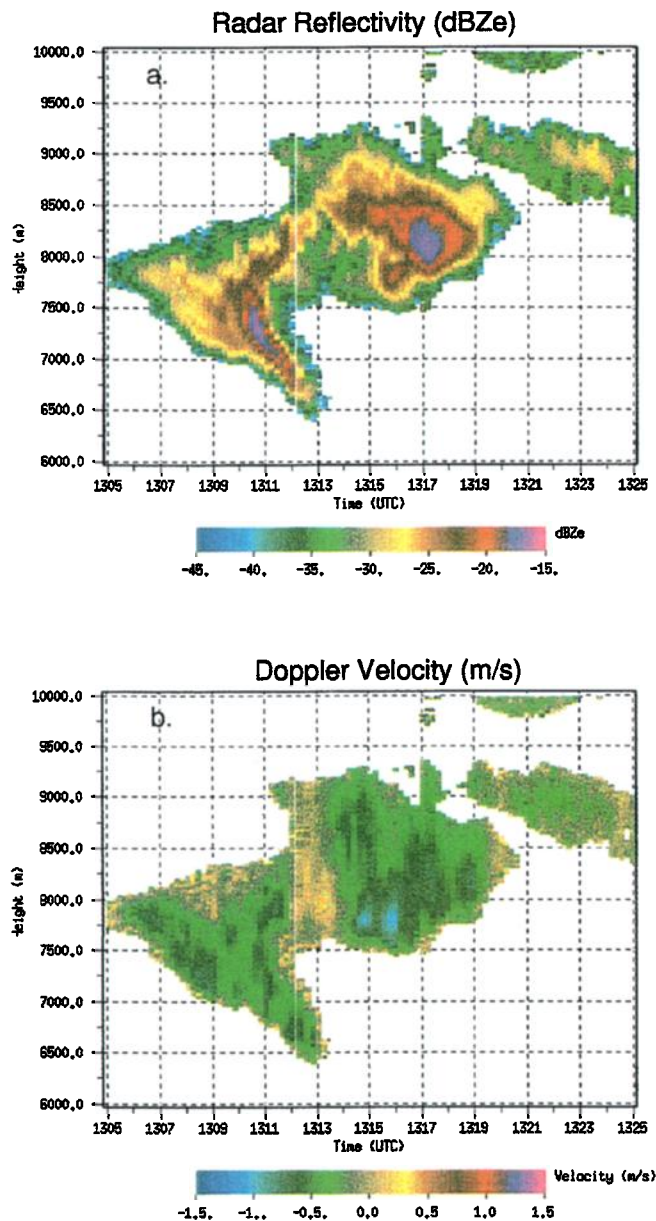 Radar Reflectivity (dBZe)
a.
10000.0
9500.0
9000.0
8500.0
8000.0
7500.0
7000.0
6500.0
6000.0
Height (m)
1305 1307 1309 1311 1313 1315 1317 1319 1321 1323 1325
Time (UTC)
dBZe
-45. -40. -35. -30. -25. -20. -15.
Doppler Velocity (m/s)
b.
10000.0
9500.0
9000.0
8500.0
8000.0
7500.0
7000.0
6500.0
6000.0
Height (m)
1305 1307 1309 1311 1313 1315 1317 1319 1321 1323 1325
Time (UTC)
Velocity (m/s)
-1.5. -1.. -0.5. 0.0 0.5 1.0 1.5